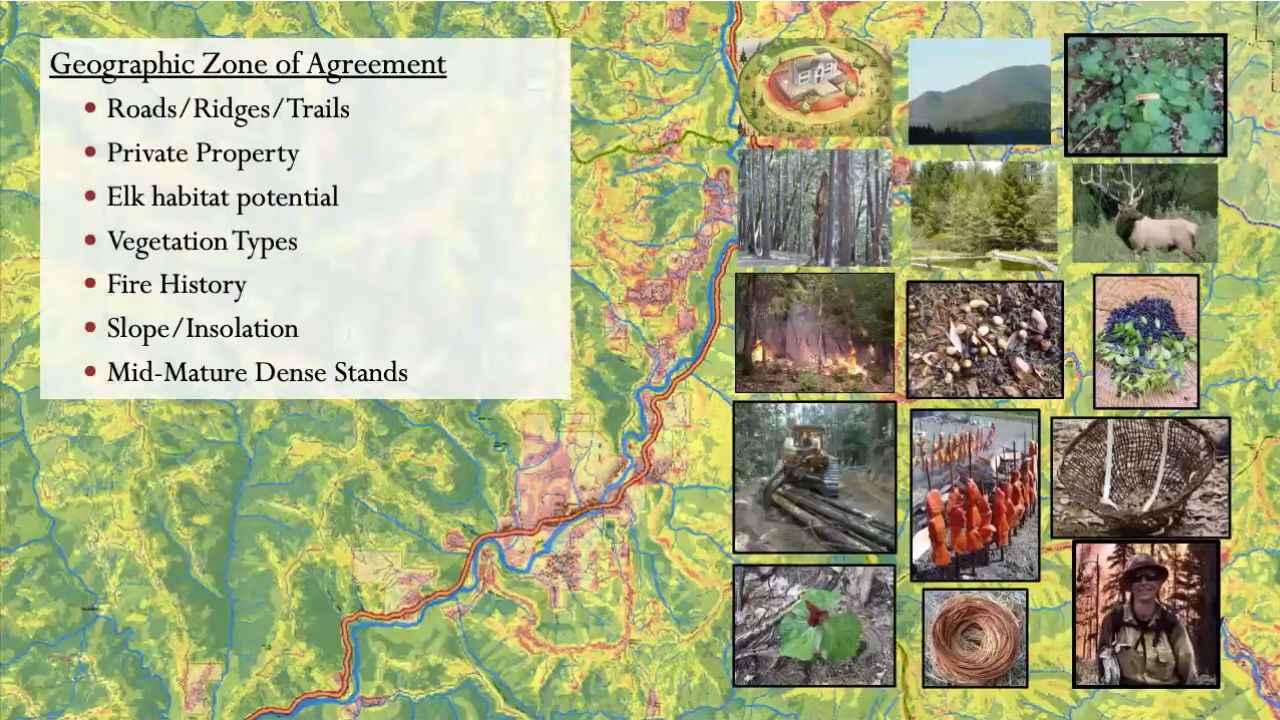 Geographic Zone of Agreement
• Roads/Ridges/Trails
• Private Property
• Elk habitat potential
• Vegetation Types
• Fire History
• Slope/Insolation
• Mid-Mature Dense Stands